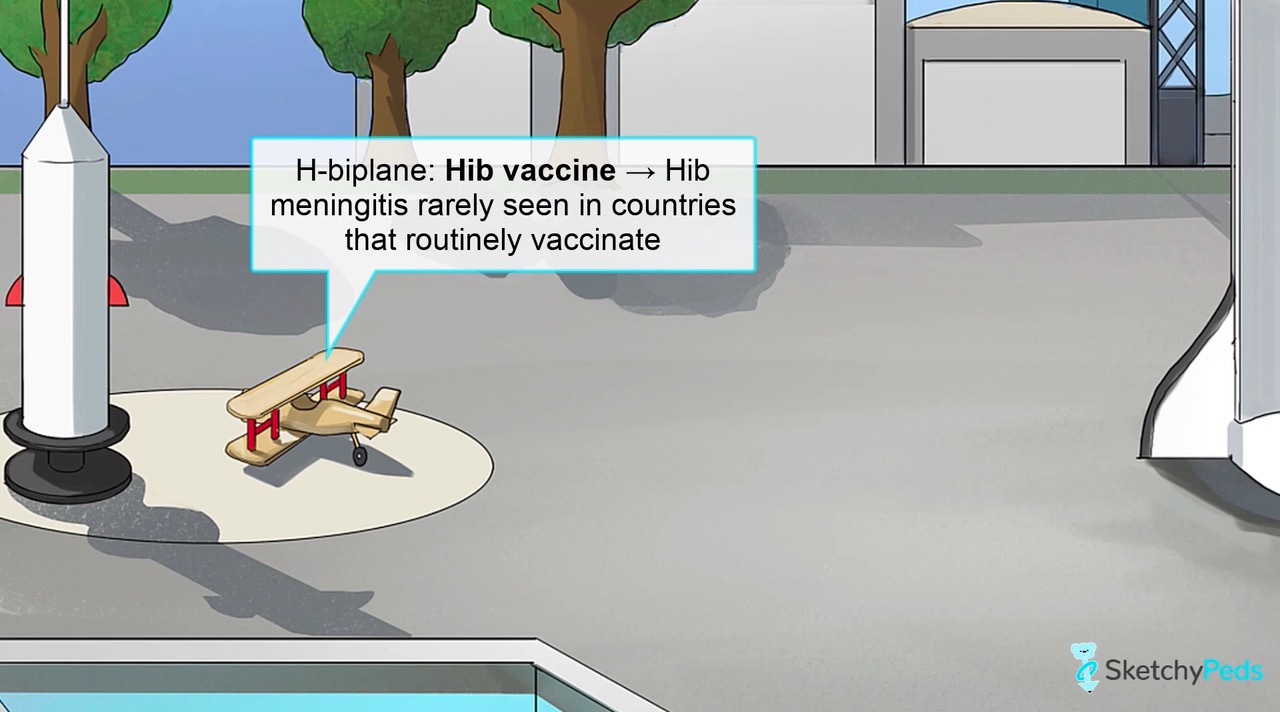 H-biplane: Hib vaccine → Hib
meningitis rarely seen in countries
that routinely vaccinate
SketchyPeds